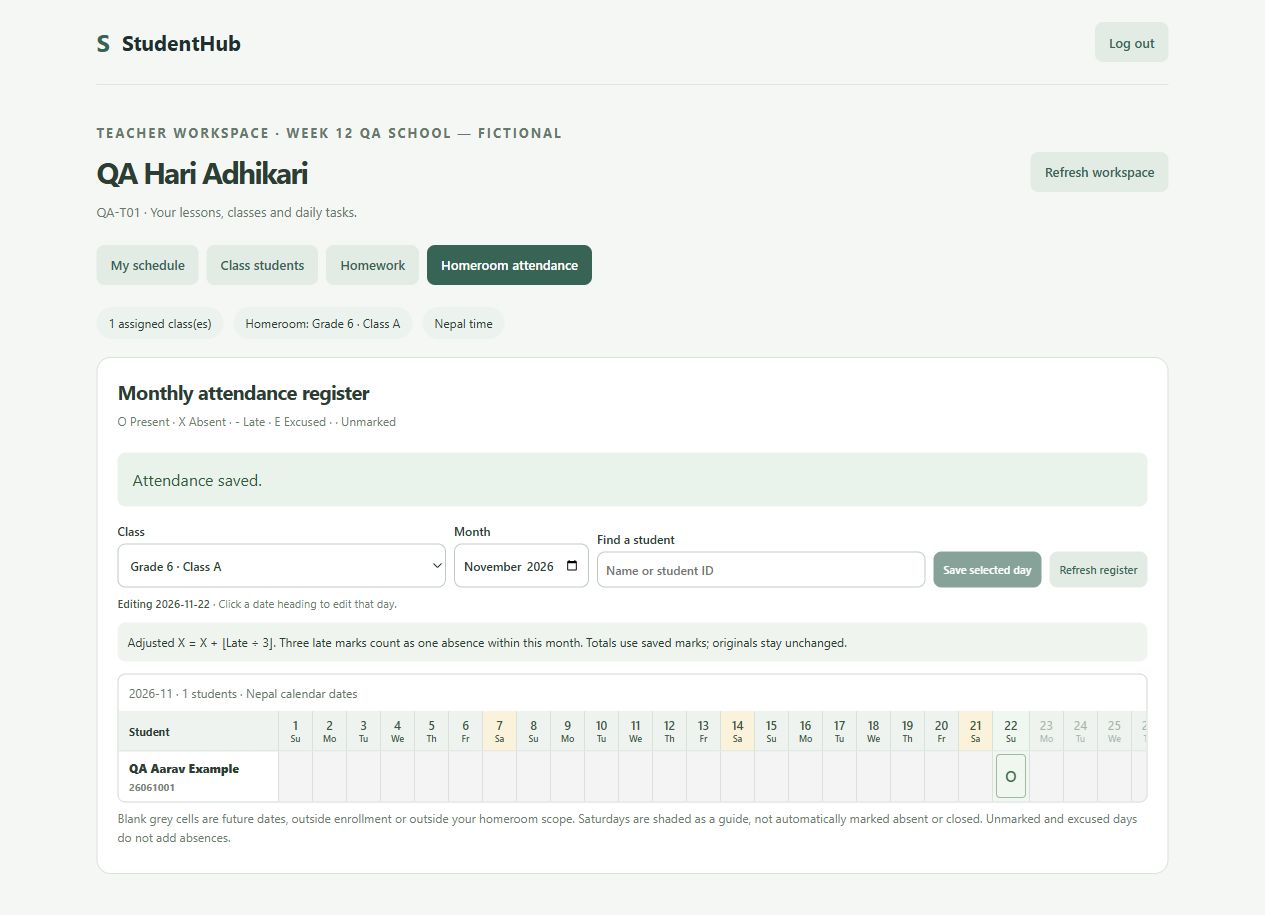 S StudentHub
Log out
TEACHER WORKSPACE · WEEK 12 QA SCHOOL — FICTIONAL
QA Hari Adhikari
Refresh workspace
QA-T01 · Your lessons, classes and daily tasks.
My schedule Class students Homework Homeroom attendance
1 assigned class(es) Homeroom: Grade 6 · Class A Nepal time
Monthly attendance register
O Present · X Absent · - Late · E Excused · · Unmarked
Attendance saved.
Class Month Find a student
Grade 6 · Class A November 2026 Name or student ID Save selected day Refresh register
Editing 2026-11-22 · Click a date heading to edit that day.
Adjusted X = X + ⌊Late ÷ 3⌋. Three late marks count as one absence within this month. Totals use saved marks; originals stay unchanged.
2026-11 · 1 students · Nepal calendar dates
Student 1 2 3 4 5 6 7 8 9 10 11 12 13 14 15 16 17 18 19 20 21 22 23 24 25
Su Mo Tu We Th Fr Sa Su Mo Tu We Th Fr Sa Su Mo Tu We Th Fr Sa Su Mo Tu We
QA Aarav Example O
26061001
Blank grey cells are future dates, outside enrollment or outside your homeroom scope. Saturdays are shaded as a guide, not automatically marked absent or closed. Unmarked and excused days
do not add absences.